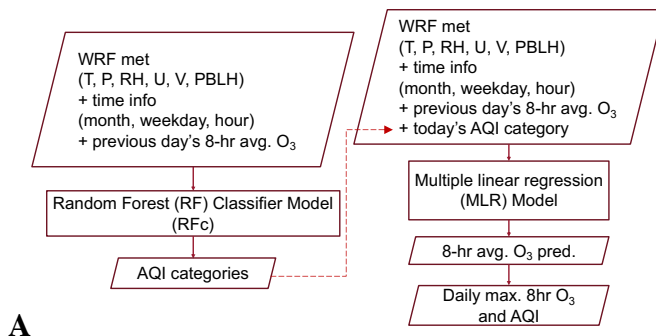 WRF met
(T, P, RH, U, V, PBLH)
+ time info
(month, weekday, hour)
+ previous day's 8-hr avg. O₃
Random Forest (RF) Classifier Model
(RFc)
AQI categories
WRF met
(T, P, RH, U, V, PBLH)
+ time info
(month, weekday, hour)
+ previous day's 8-hr avg. O₃
+ today's AQI category
Multiple linear regression
(MLR) Model
8-hr avg. O₃ pred.
Daily max. 8hr O₃
and AQI
A